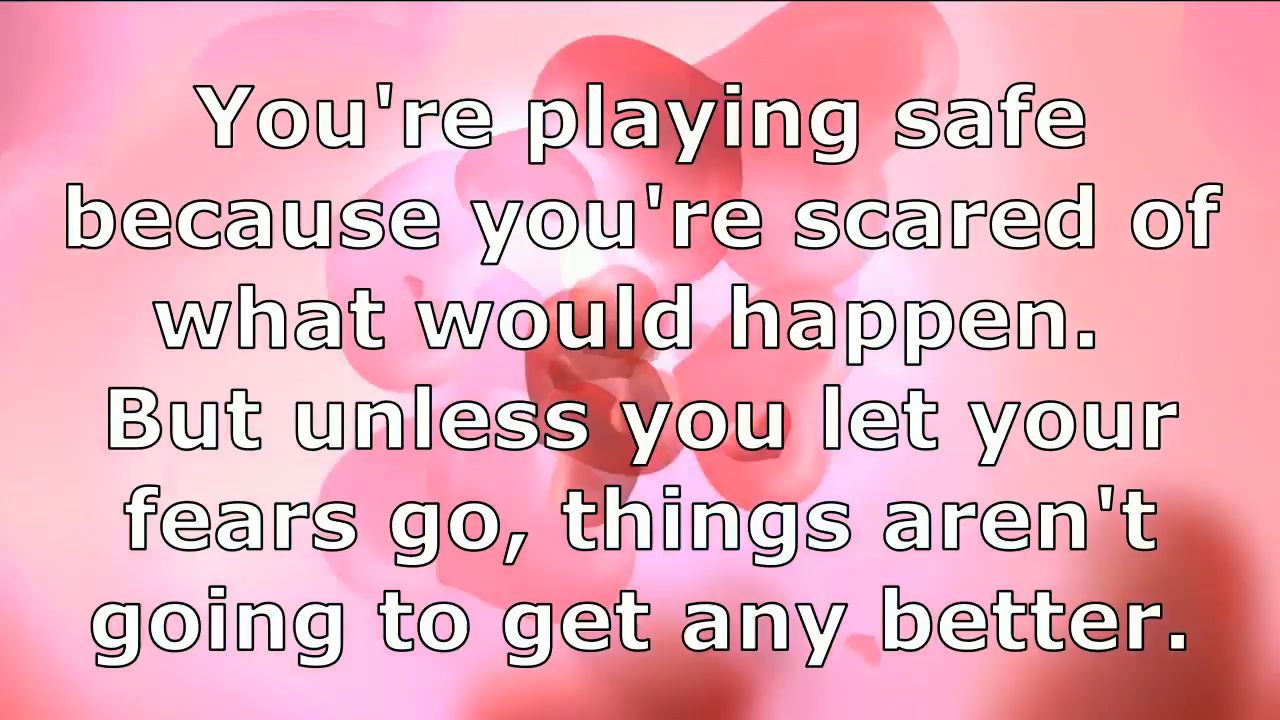 You're playing safe
because you're scared of
what would happen.
But unless you let your
fears go, things aren't
going to get any better.